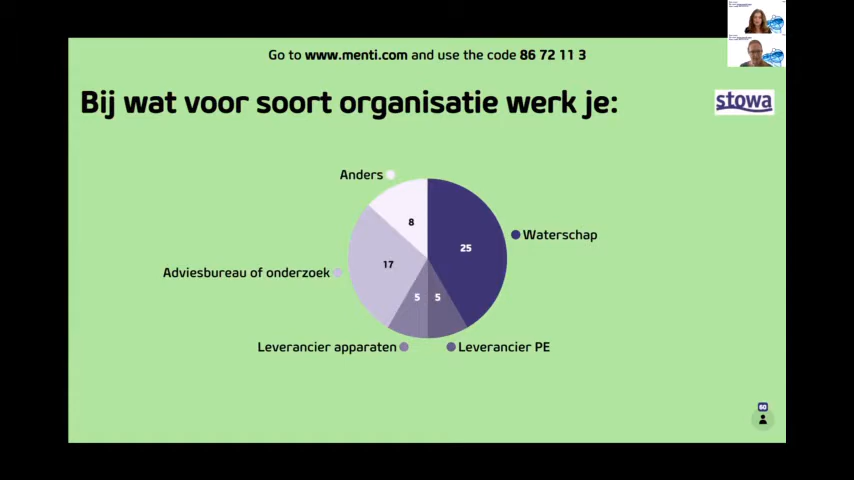 Go to www.menti.com and use the code 86 72 11 3
Bij wat voor soort organisatie werk je:
stowa
Anders
8
Waterschap
25
Adviesbureau of onderzoek
17
5
5
Leverancier apparaten
Leverancier PE
60